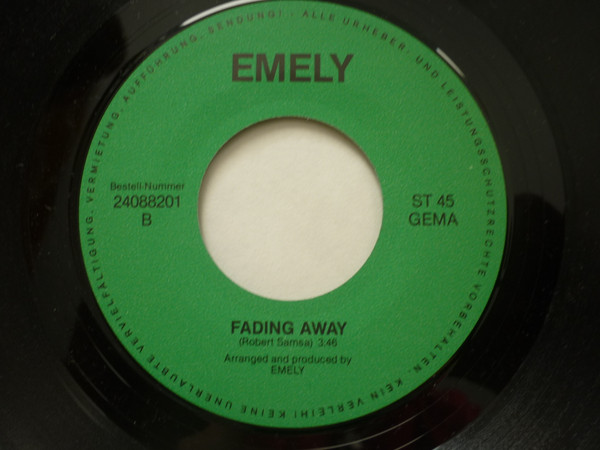 EMELY
Bestell-Nummer
24088201
B
ST 45
GEMA
FADING AWAY
(Robert Samsa) 3:46
Arranged and produced by
EMELY
ALLE URHEBER- UND LEISTUNGSSCHUTZRECHTE VORBEHALTEN. KEIN VERLEIH! KEINE UNERLAUBTE VERVIELFÄLTIGUNG, VERMIETUNG, AUFFÜHRUNG, SENDUNG! ·